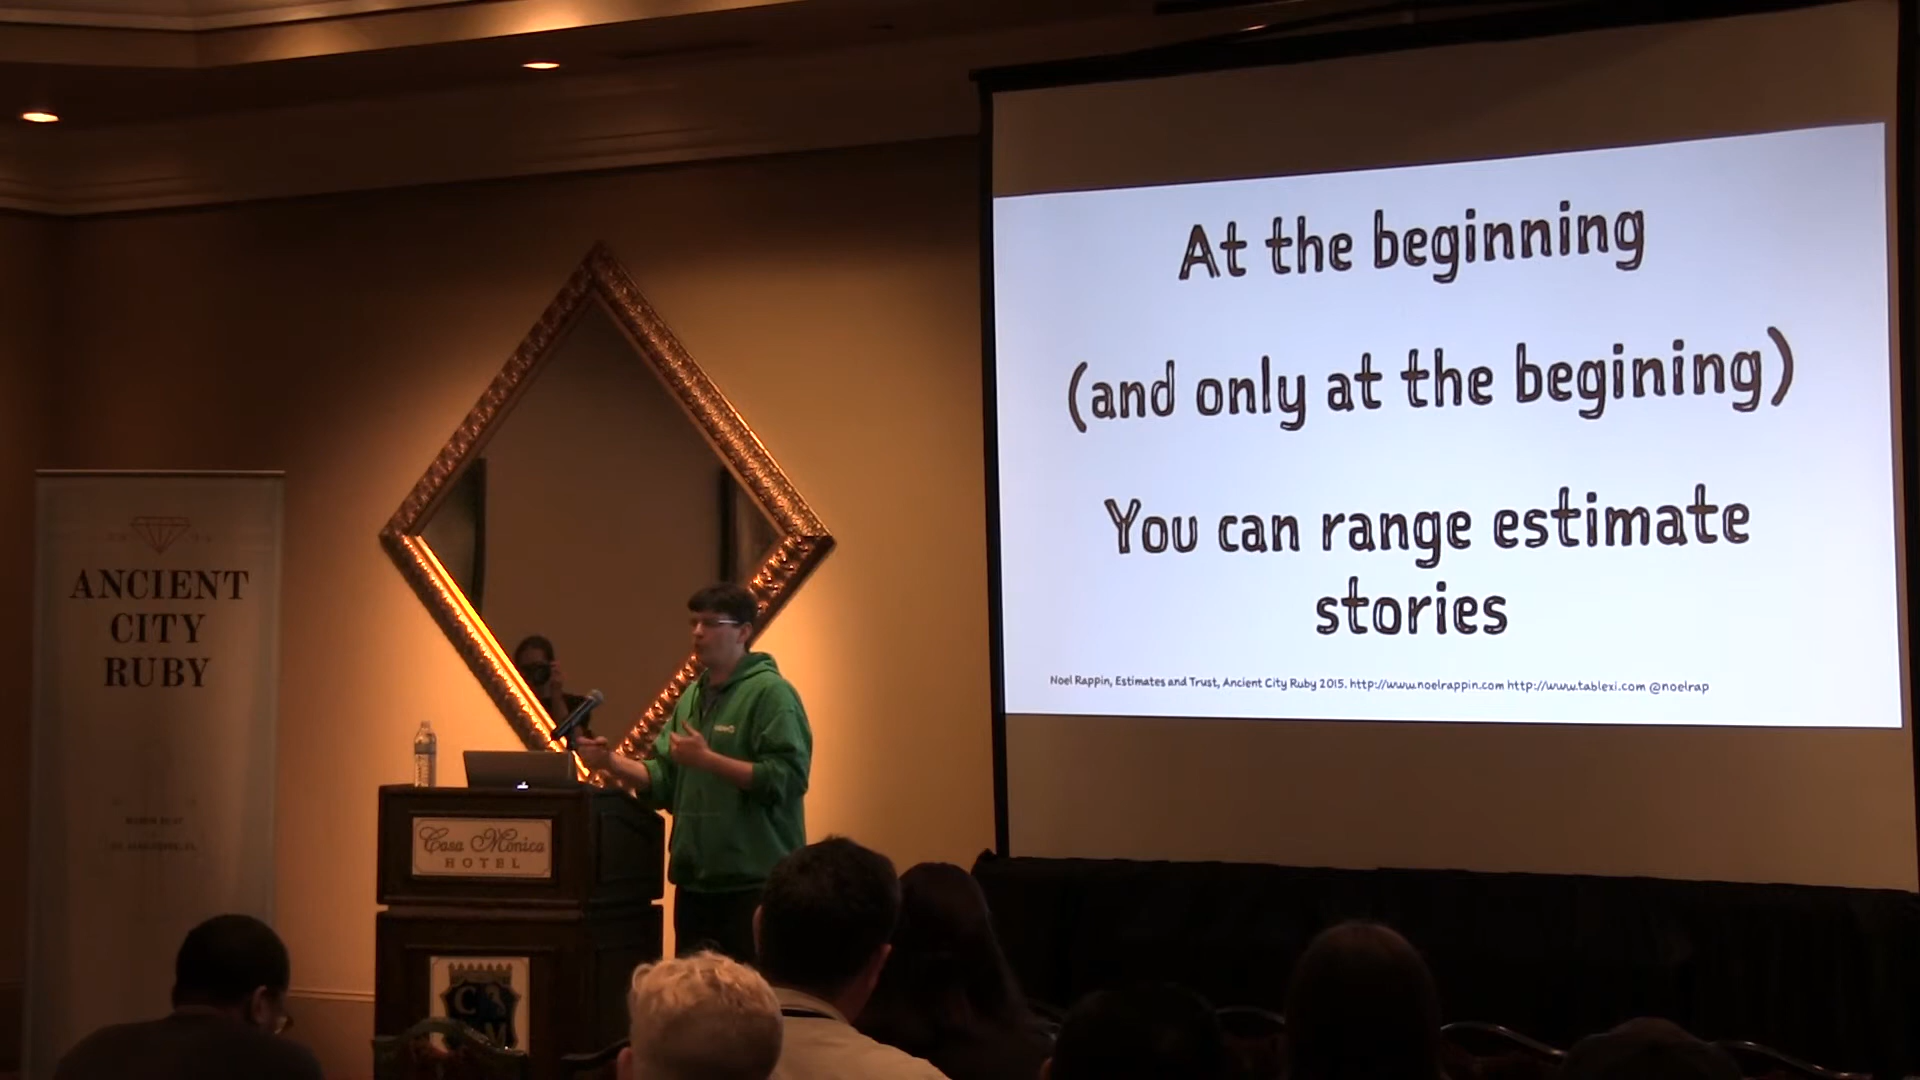 At the beginning
(and only at the begining)
You can range estimate
stories
Noel Rappin, Estimates and Trust, Ancient City Ruby 2015. http://www.noelrappin.com http://www.tablexi.com @noelrap
ANCIENT
CITY
RUBY
Casa Monica
HOTEL
C
M